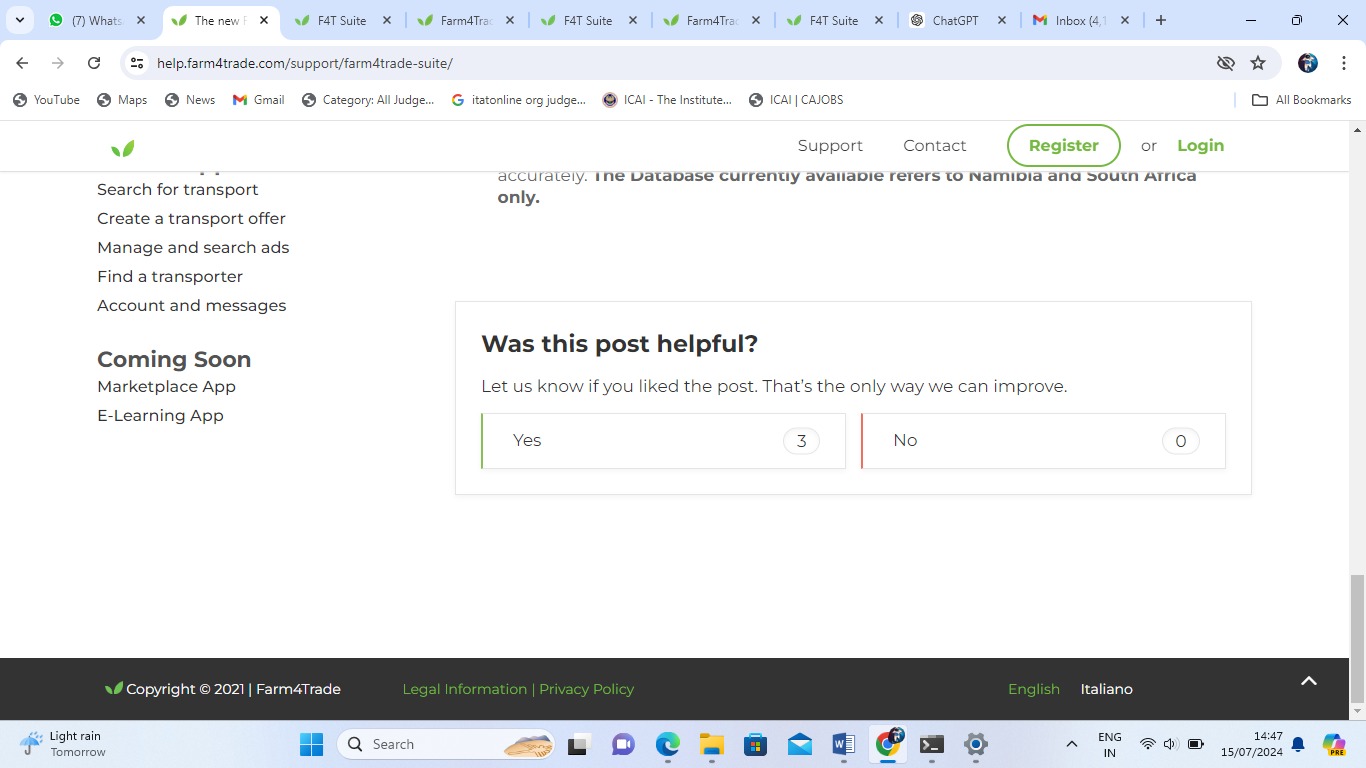 (7) Whats
The new F
F4T Suite
Farm4Tra
F4T Suite
Farm4Tra
F4T Suite
ChatGPT
Inbox (4,1
help.farm4trade.com/support/farm4trade-suite/
YouTube
Maps
News
Gmail
Category: All Judge...
itatonline org judge...
ICAI - The Institute...
ICAI | CAJOBS
All Bookmarks
Support
Contact
Register
or
Login
accurately. The Database currently available refers to Namibia and South Africa
only.
Search for transport
Create a transport offer
Manage and search ads
Find a transporter
Account and messages
Coming Soon
Marketplace App
E-Learning App
Was this post helpful?
Let us know if you liked the post. That’s the only way we can improve.
Yes 3
No 0
Copyright © 2021 | Farm4Trade
Legal Information | Privacy Policy
English
Italiano
Light rain
Tomorrow
Search
ENG
IN
14:47
15/07/2024
PRE